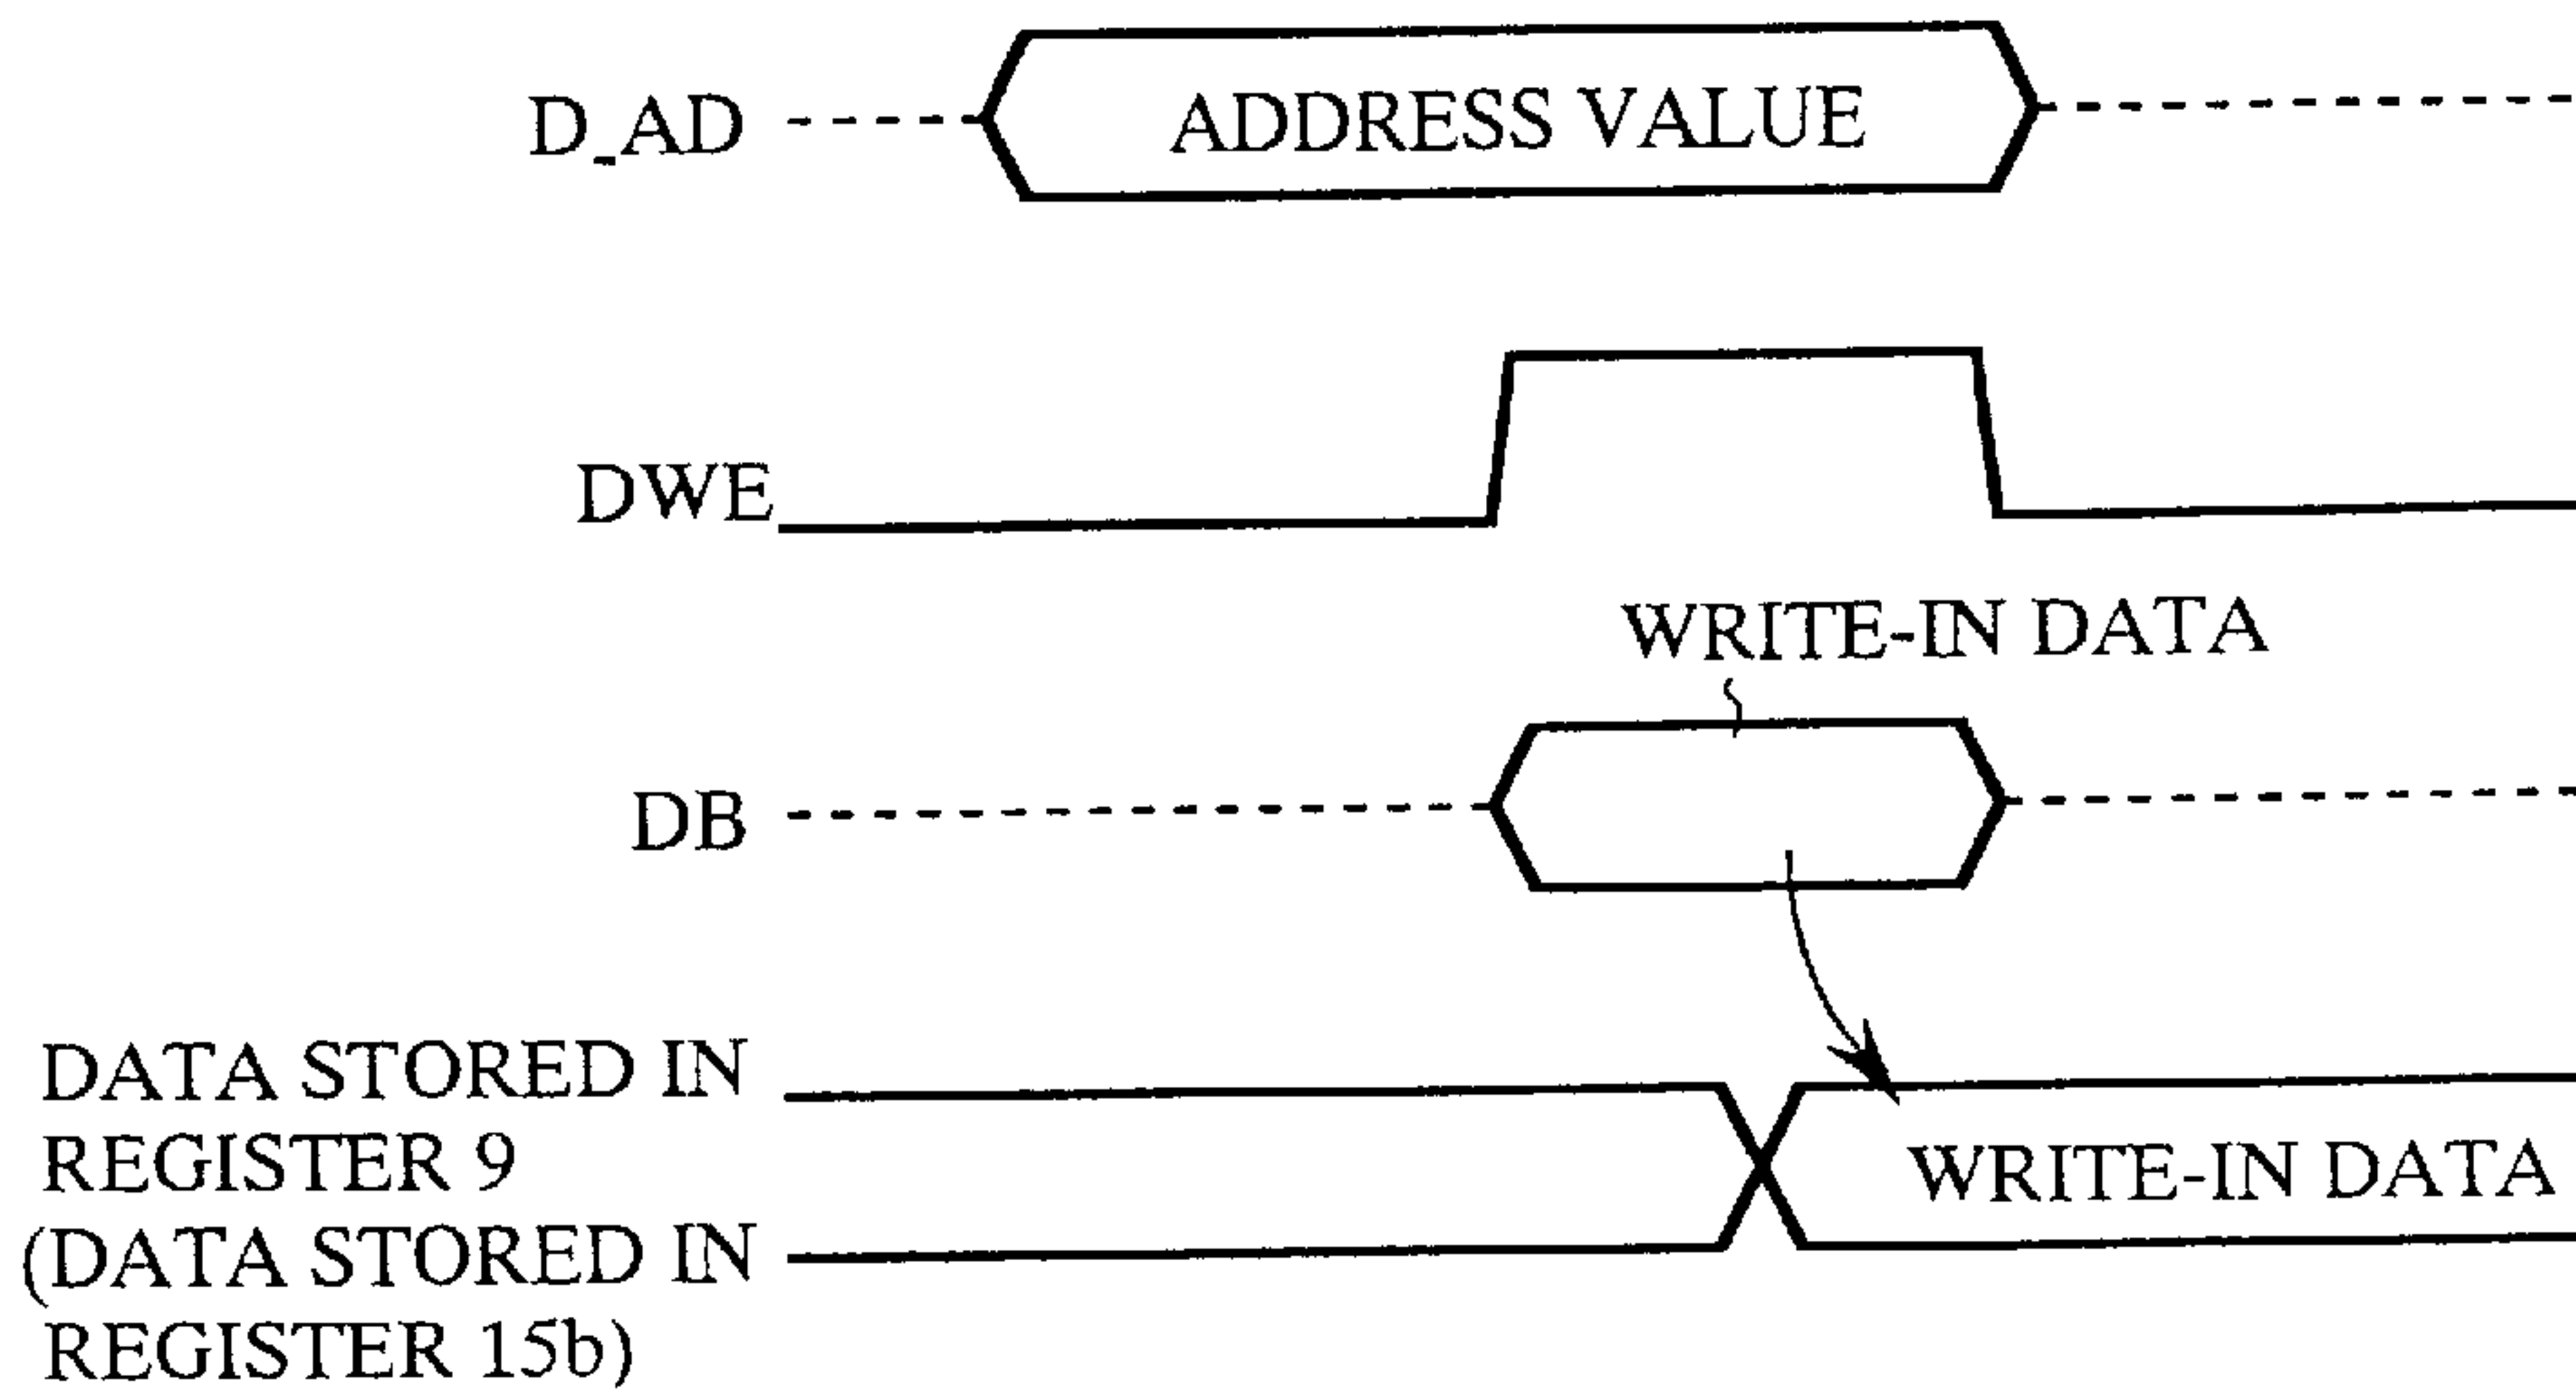 D_AD
ADDRESS VALUE
DWE
WRITE-IN DATA
DB
DATA STORED IN
REGISTER 9
(DATA STORED IN
REGISTER 15b)
WRITE-IN DATA